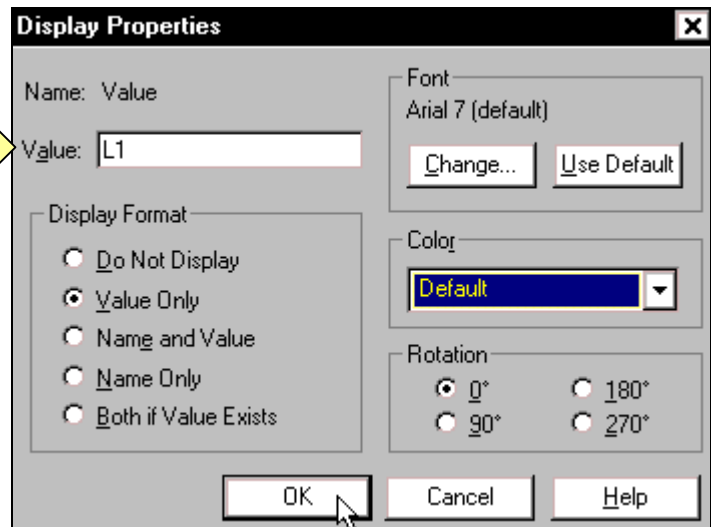 Display Properties
Name: Value
Value: L1
Display Format
Do Not Display
Value Only
Name and Value
Name Only
Both if Value Exists
Font
Arial 7 (default)
Change...
Use Default
Color
Default
Rotation
0°
180°
90°
270°
OK
Cancel
Help